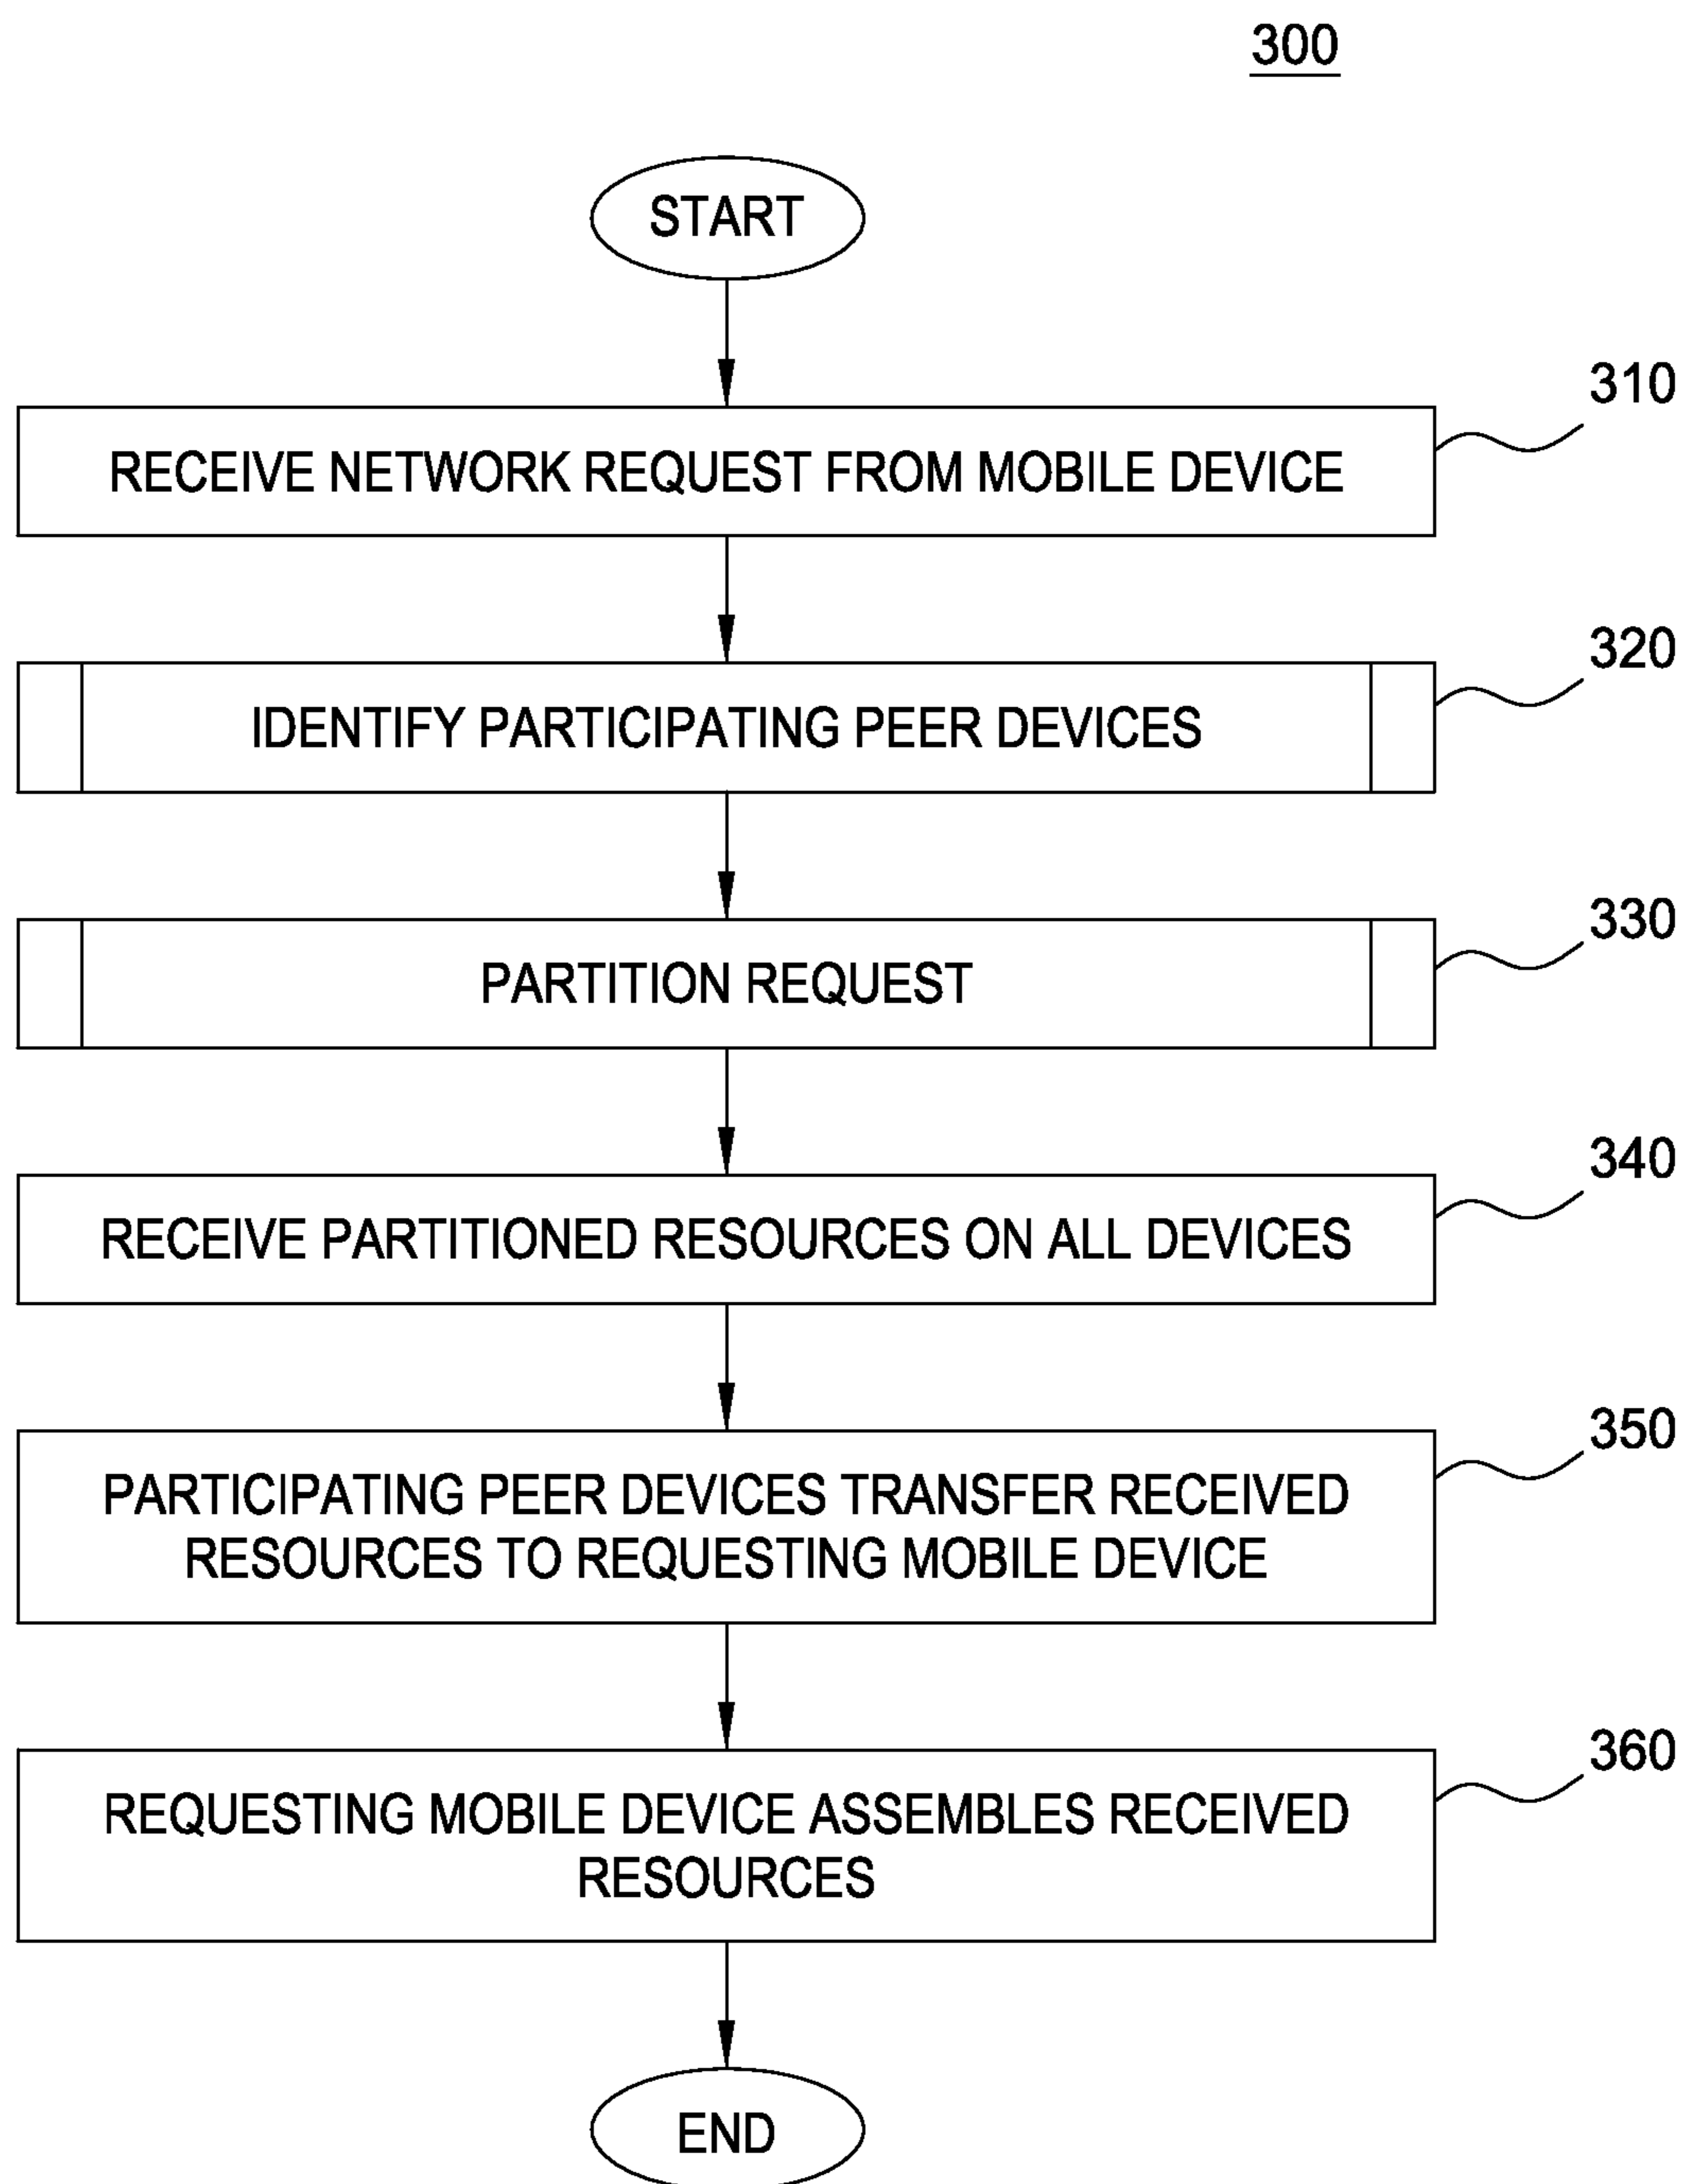 300
START
310
RECEIVE NETWORK REQUEST FROM MOBILE DEVICE
320
IDENTIFY PARTICIPATING PEER DEVICES
330
PARTITION REQUEST
340
RECEIVE PARTITIONED RESOURCES ON ALL DEVICES
350
PARTICIPATING PEER DEVICES TRANSFER RECEIVED
RESOURCES TO REQUESTING MOBILE DEVICE
360
REQUESTING MOBILE DEVICE ASSEMBLES RECEIVED
RESOURCES
END